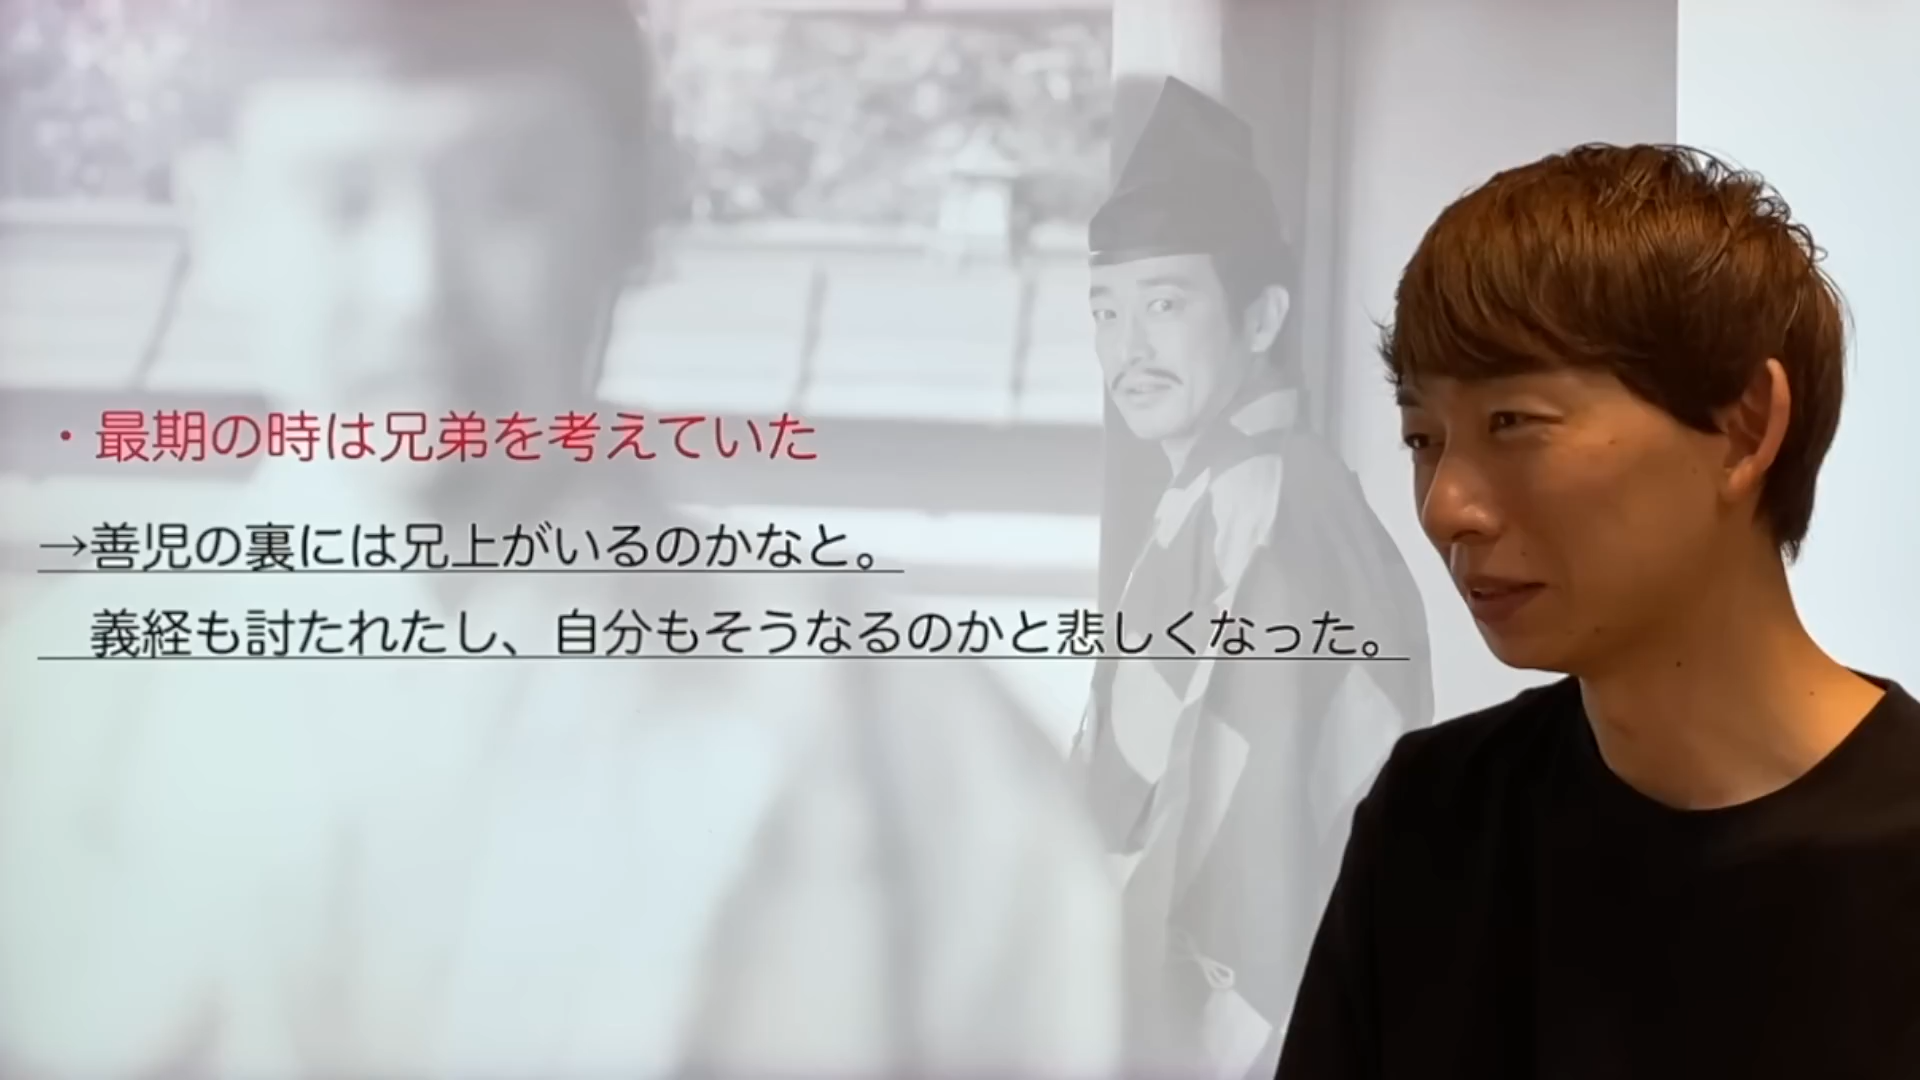 ・最期の時は兄弟を考えていた
→善児の裏には兄上がいるのかなと。
義経も討たれたし、自分もそうなるのかと悲しくなった。